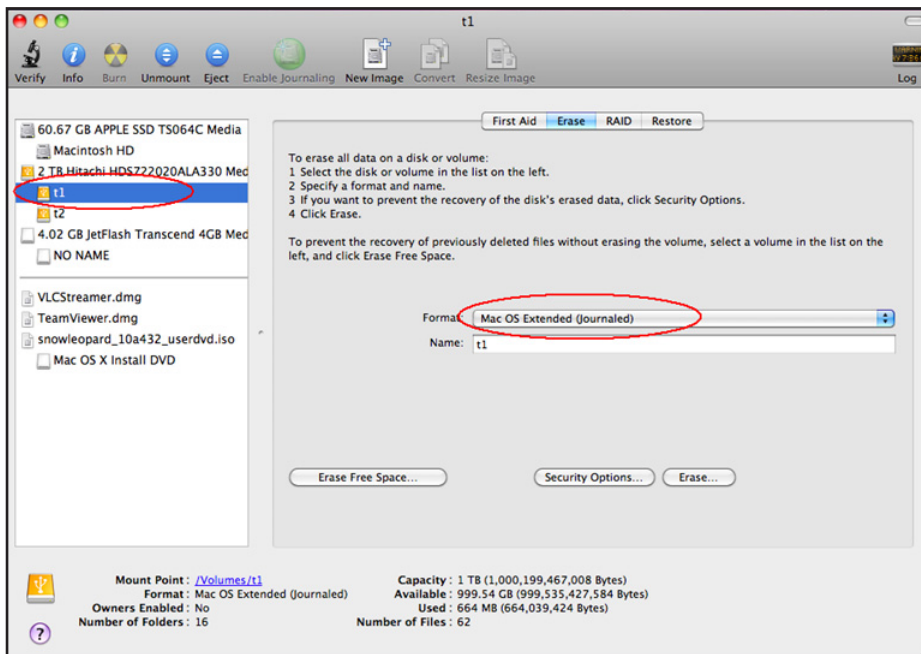 t1
Verify Info Burn Unmount Eject Enable Journaling New Image Convert Resize Image Log
60.67 GB APPLE SSD TS064C Media
Macintosh HD
2 TB Hitachi HDS722020ALA330 Med
t1
t2
4.02 GB JetFlash Transcend 4GB Med
NO NAME
VLCStreamer.dmg
TeamViewer.dmg
snowleopard_10a432_userdvd.iso
Mac OS X Install DVD
First Aid Erase RAID Restore
To erase all data on a disk or volume:
1 Select the disk or volume in the list on the left.
2 Specify a format and name.
3 If you want to prevent the recovery of the disk's erased data, click Security Options.
4 Click Erase.
To prevent the recovery of previously deleted files without erasing the volume, select a volume in the list on the
left, and click Erase Free Space.
Format: Mac OS Extended (Journaled)
Name: t1
Erase Free Space... Security Options... Erase...
Mount Point : /Volumes/t1
Format : Mac OS Extended (Journaled)
Owners Enabled : No
Number of Folders : 16
Capacity : 1 TB (1,000,199,467,008 Bytes)
Available : 999.54 GB (999,535,427,584 Bytes)
Used : 664 MB (664,039,424 Bytes)
Number of Files : 62
?